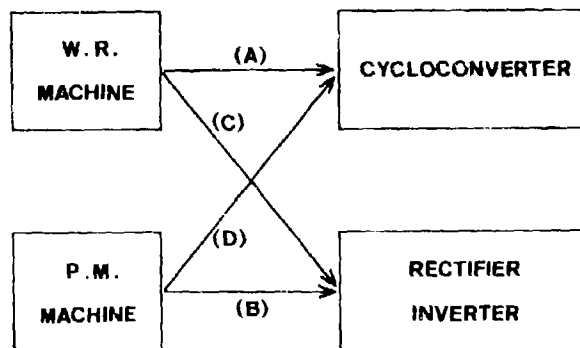 W.R.
MACHINE
(A)
CYCLOCONVERTER
(C)
(D)
P.M.
MACHINE
(B)
RECTIFIER
INVERTER